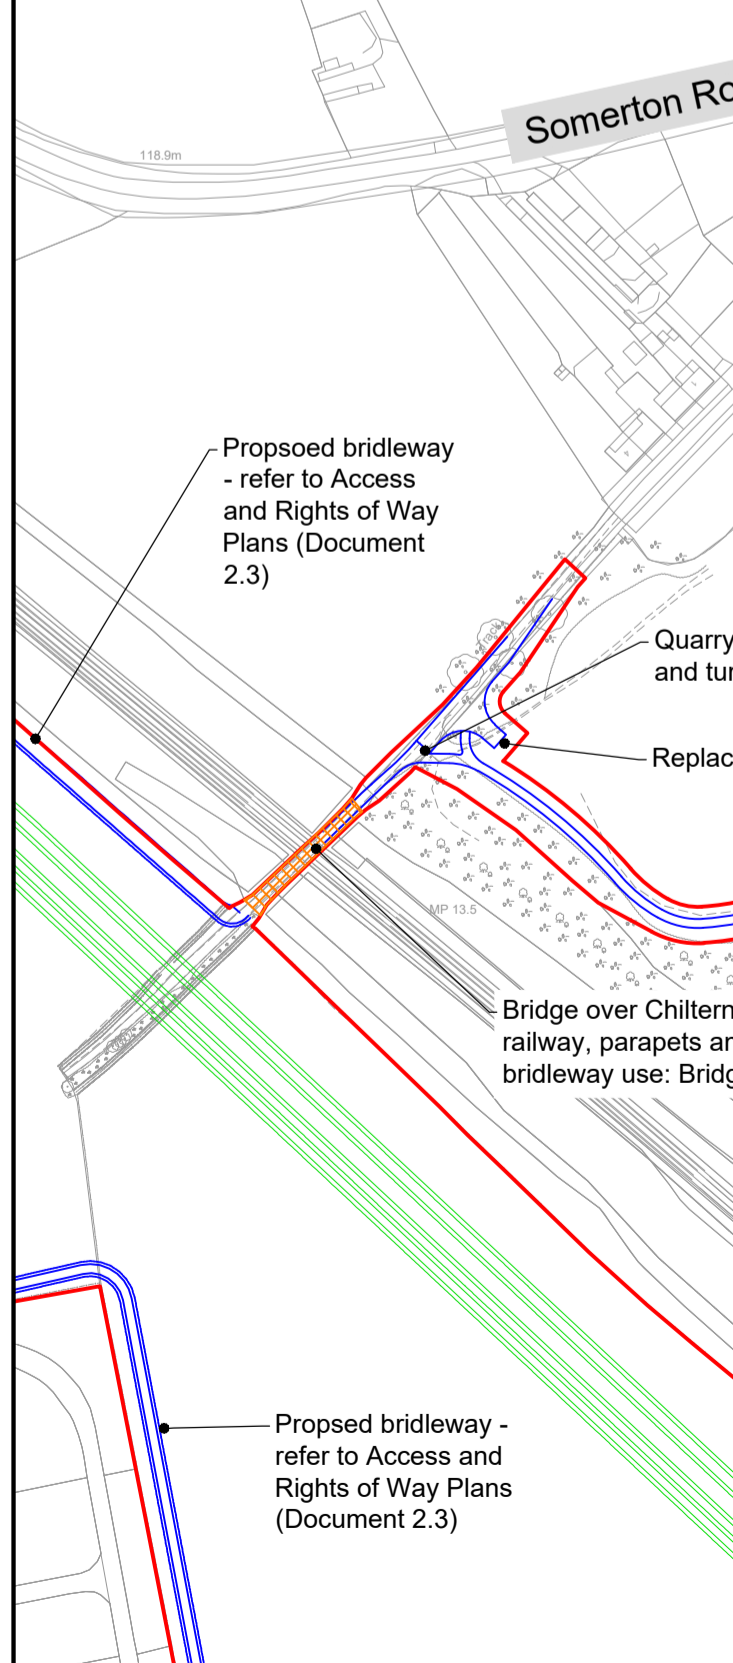 Somerton Ro
118.9m
Propsoed bridleway
- refer to Access
and Rights of Way
Plans (Document
2.3)
Track
Quarry
and tur
Replac
MP 13.5
Bridge over Chiltern
railway, parapets an
bridleway use: Bridg
Propsed bridleway -
refer to Access and
Rights of Way Plans
(Document 2.3)